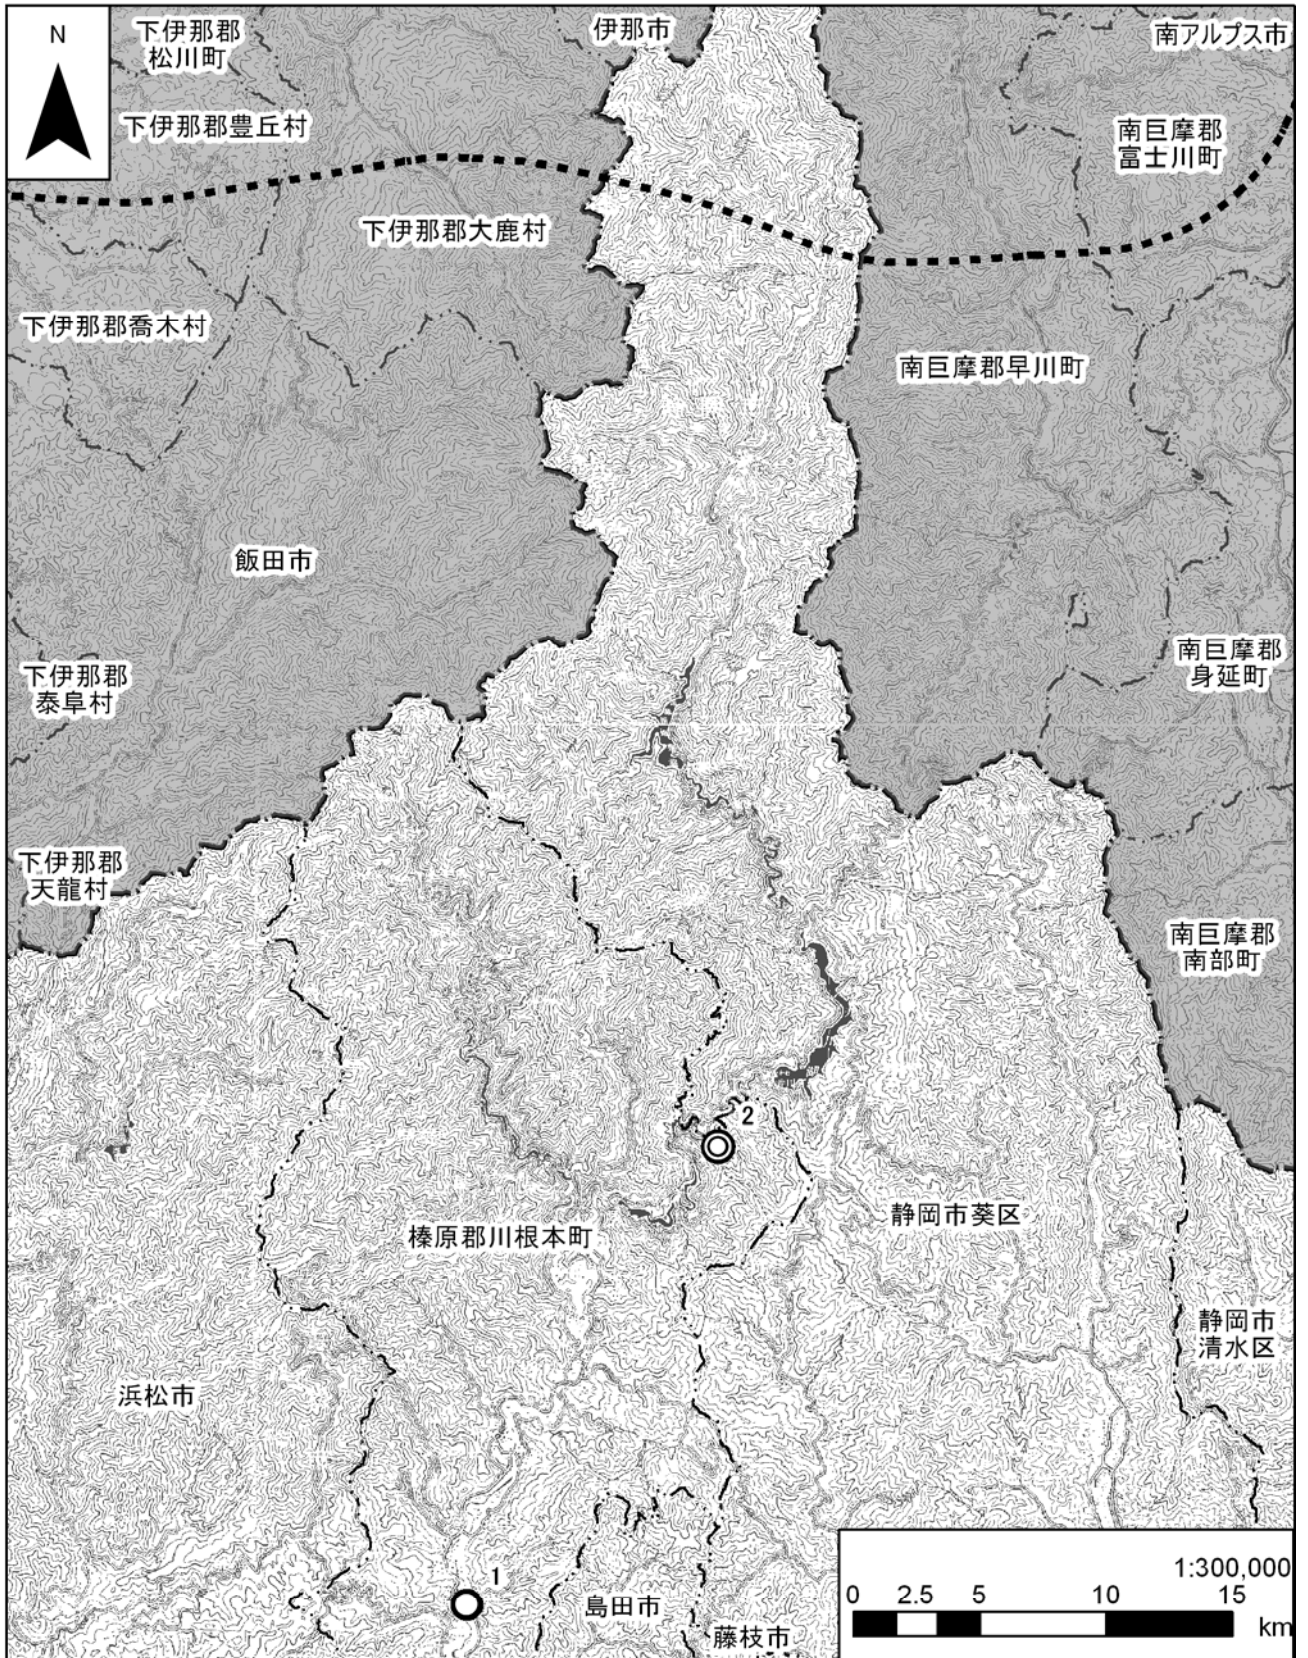 N
下伊那郡
松川町
伊那市
南アルプス市
下伊那郡豊丘村
南巨摩郡
富士川町
下伊那郡大鹿村
下伊那郡喬木村
南巨摩郡早川町
飯田市
下伊那郡
泰阜村
南巨摩郡
身延町
下伊那郡
天龍村
南巨摩郡
南部町
2
静岡市葵区
榛原郡川根本町
静岡市
清水区
浜松市
1
島田市
藤枝市
1:300,000
0 2.5 5 10 15
km